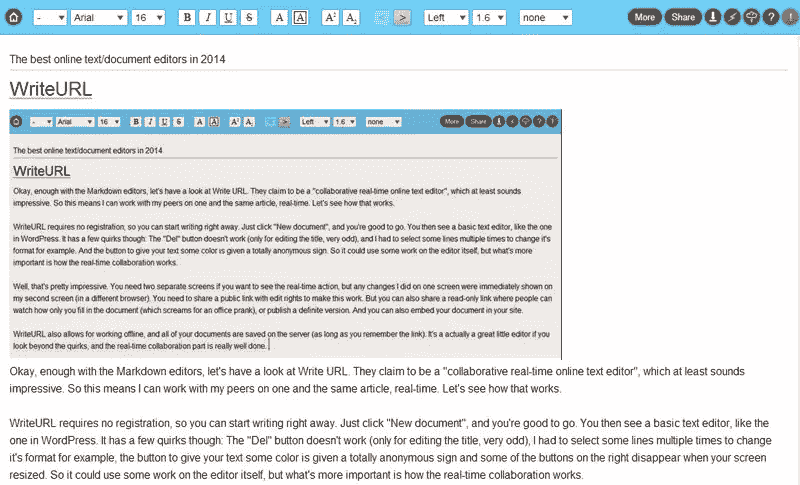 - Arial 16 B I U S A A A² A₂ > Left 1.6 none More Share ? !
The best online text/document editors in 2014
WriteURL
- Arial 16 B I U S A A A² A₂ > Left 1.6 none More Share ? !
The best online text/document editors in 2014
WriteURL
Okay, enough with the Markdown editors, let's have a look at Write URL. They claim to be a "collaborative real-time online text editor", which at least sounds
impressive. So this means I can work with my peers on one and the same article, real-time. Let's see how that works.
WriteURL requires no registration, so you can start writing right away. Just click "New document", and you're good to go. You then see a basic text editor, like the one
in WordPress. It has a few quirks though: The "Del" button doesn't work (only for editing the title, very odd), and I had to select some lines multiple times to change it's
format for example. And the button to give your text some color is given a totally anonymous sign. So it could use some work on the editor itself, but what's more
important is how the real-time collaboration works.
Well, that's pretty impressive. You need two separate screens if you want to see the real-time action, but any changes I did on one screen were immediately shown on
my second screen (in a different browser). You need to share a public link with edit rights to make this work. But you can also share a read-only link where people can
watch how only you fill in the document (which screams for an office prank), or publish a definite version. And you can also embed your document in your site.
WriteURL also allows for working offline, and all of your documents are saved on the server (as long as you remember the link). It's a actually a great little editor if you
look beyond the quirks, and the real-time collaboration part is really well done.
Okay, enough with the Markdown editors, let's have a look at Write URL. They claim to be a "collaborative real-time online text editor", which at least sounds
impressive. So this means I can work with my peers on one and the same article, real-time. Let's see how that works.
WriteURL requires no registration, so you can start writing right away. Just click "New document", and you're good to go. You then see a basic text editor, like the
one in WordPress. It has a few quirks though: The "Del" button doesn't work (only for editing the title, very odd), I had to select some lines multiple times to change
it's format for example, the button to give your text some color is given a totally anonymous sign and some of the buttons on the right disappear when your screen
resized. So it could use some work on the editor itself, but what's more important is how the real-time collaboration works.